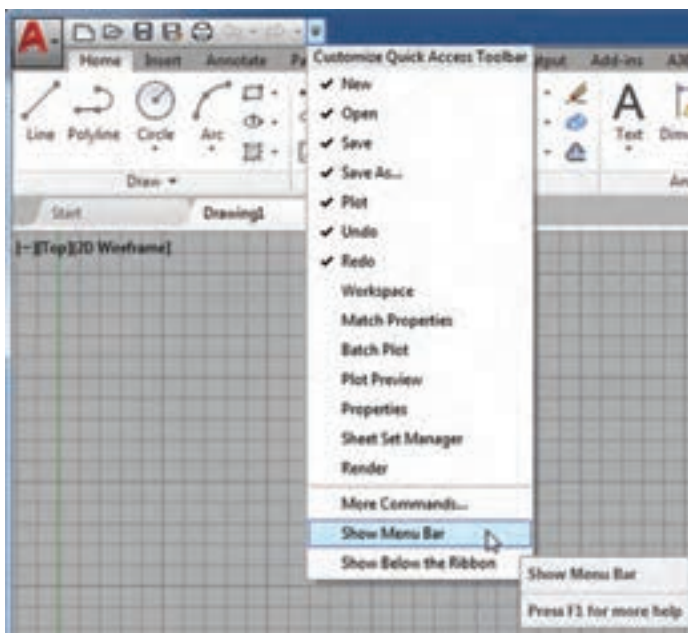 A
Customize Quick Access Toolbar
Home Insert Annotate Add-ins
✔ New
✔ Open
✔ Save
✔ Save As...
✔ Plot
✔ Undo
✔ Redo
Workspace
Match Properties
Batch Plot
Plot Preview
Properties
Sheet Set Manager
Render
More Commands...
Show Menu Bar
Show Below the Ribbon
Line Polyline Circle Arc
A
Text
Draw
Start Drawing1
[-][Top][2D Wireframe]
Show Menu Bar
Press F1 for more help